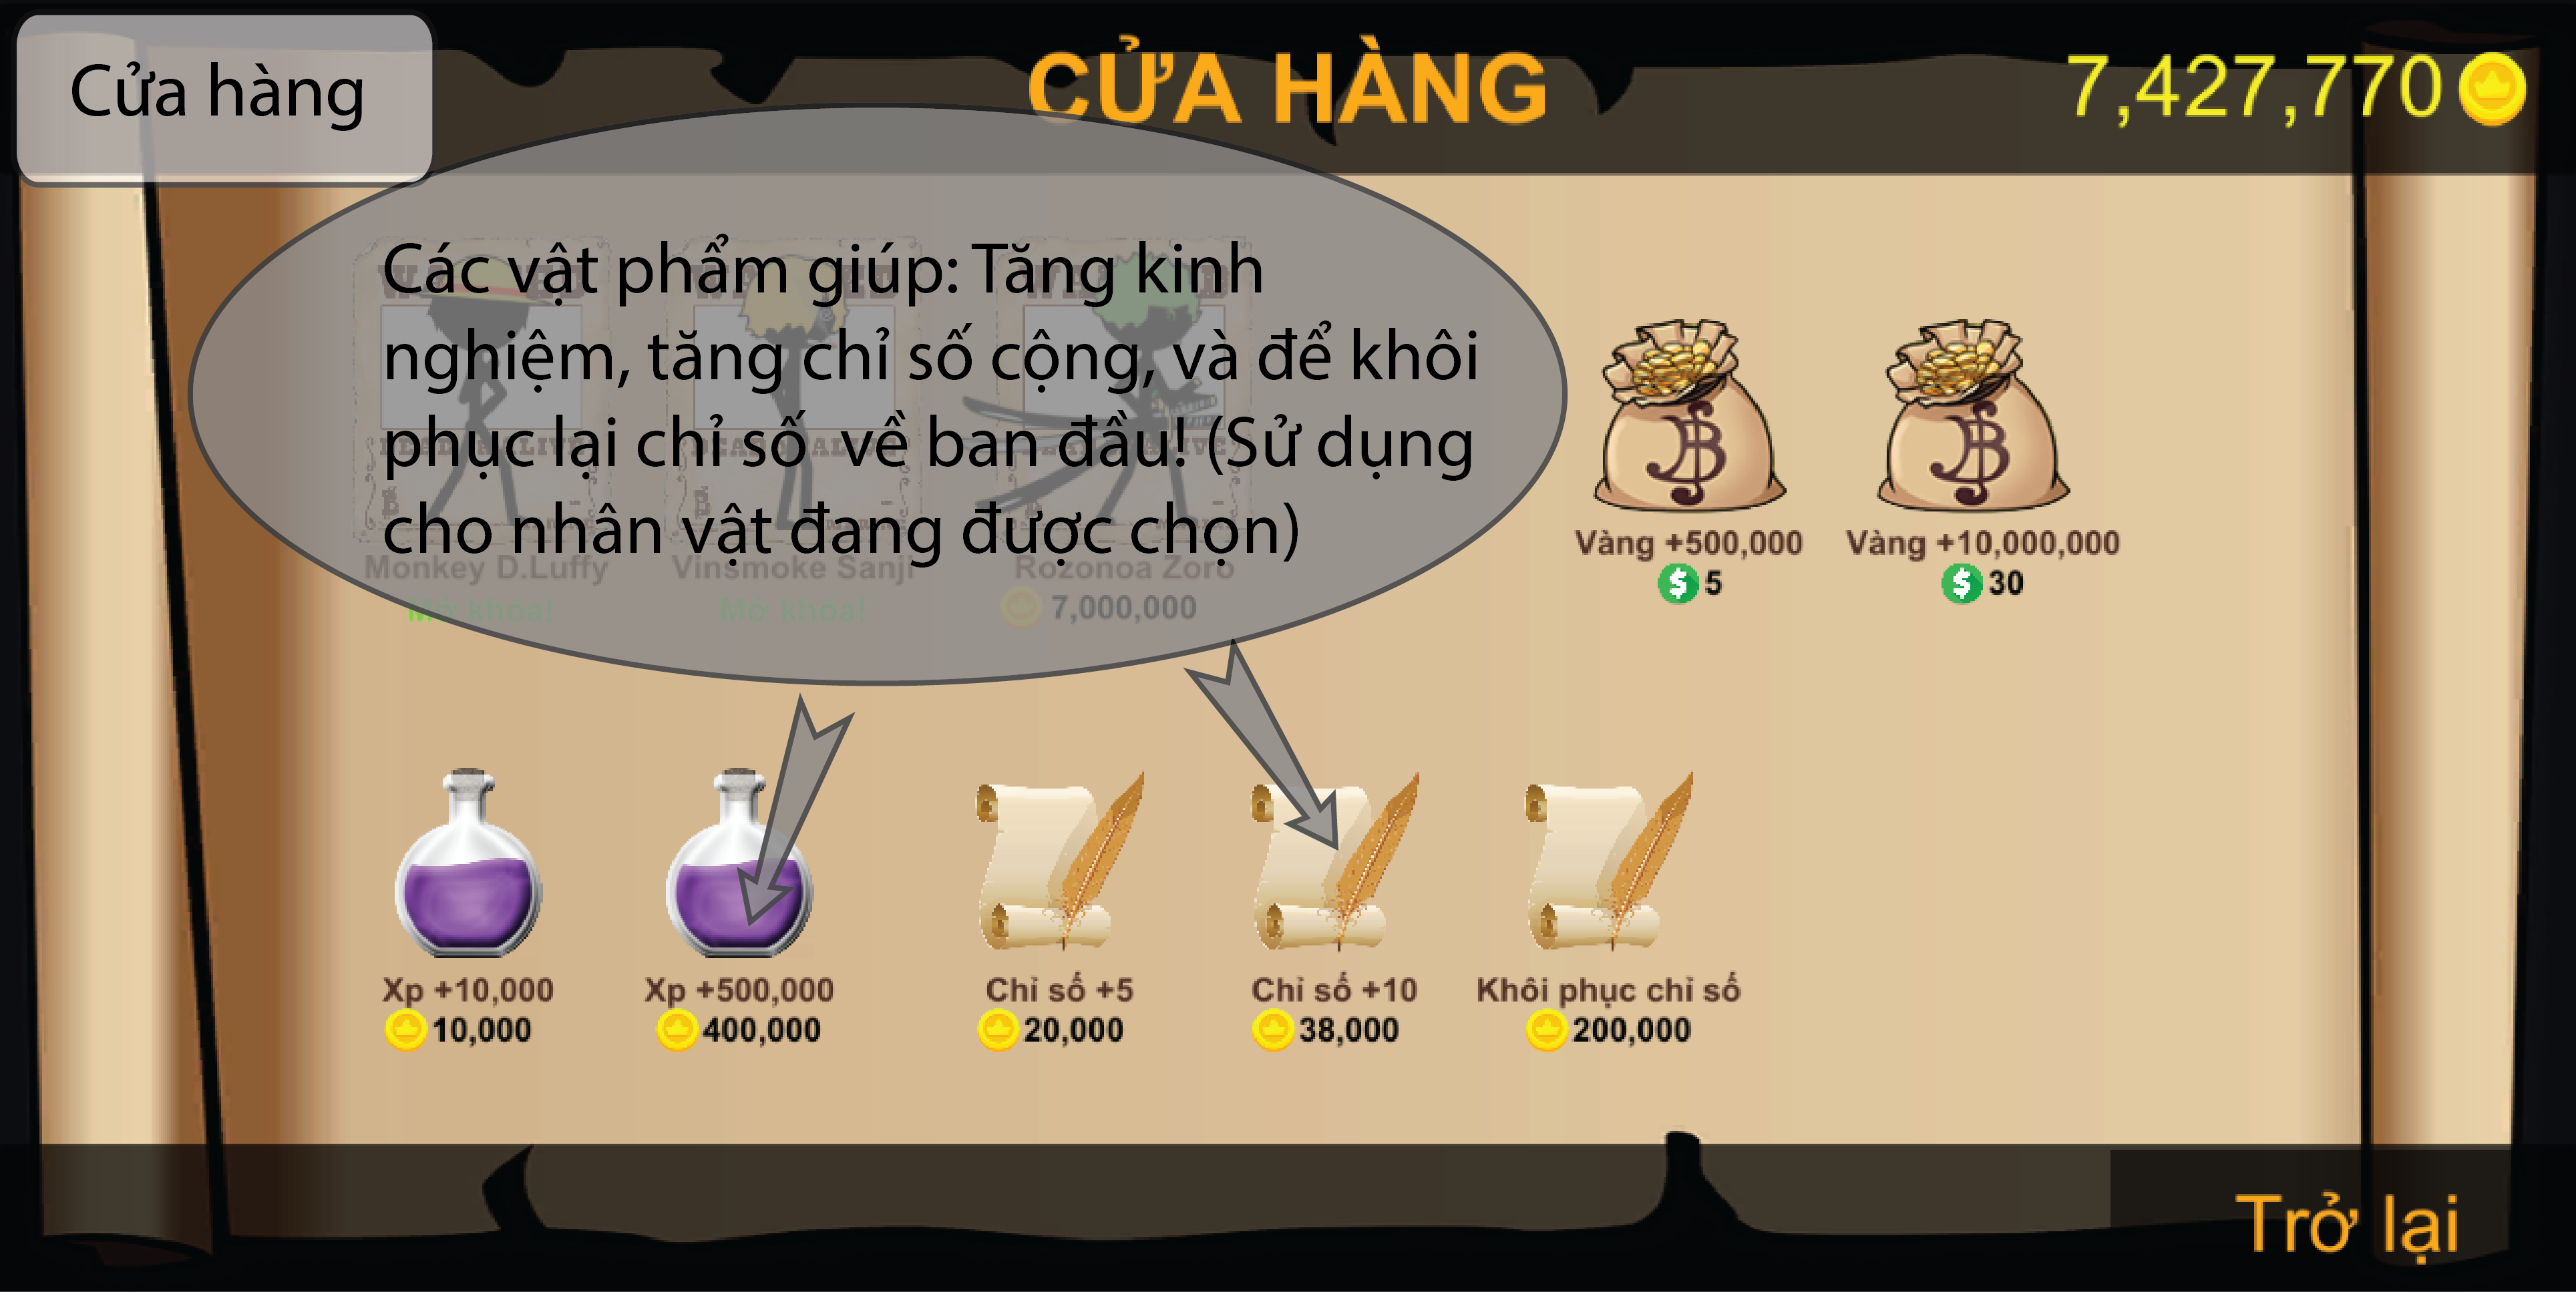 Cửa hàng
CỬA HÀNG
7,427,770
Các vật phẩm giúp: Tăng kinh
nghiệm, tăng chỉ số cộng, và để khôi
phục lại chỉ số về ban đầu! (Sử dụng
cho nhân vật đang được chọn)
Monkey D.Luffy
Vinsmoke Sanji
Rozonoa Zoro
Mở khóa!
Mở khóa!
7,000,000
Vàng +500,000
Vàng +10,000,000
$ 5
$ 30
Xp +10,000
Xp +500,000
Chỉ số +5
Chỉ số +10
Khôi phục chỉ số
10,000
400,000
20,000
38,000
200,000
Trở lại